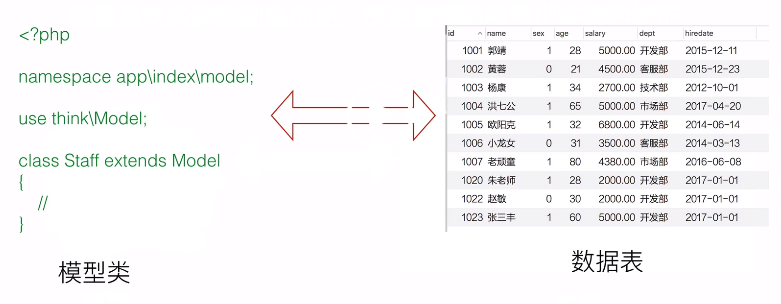 <?php
namespace app\index\model;
use think\Model;
class Staff extends Model
{
//
}
模型类
id name sex age salary dept hiredate
1001 郭靖 1 28 5000.00 开发部 2015-12-11
1002 黄蓉 0 21 4500.00 客服部 2015-12-23
1003 杨康 1 34 2700.00 技术部 2012-10-01
1004 洪七公 1 65 5000.00 市场部 2017-04-20
1005 欧阳克 1 32 6800.00 开发部 2014-06-14
1006 小龙女 0 31 3500.00 客服部 2014-03-13
1007 老顽童 1 80 4380.00 市场部 2016-06-08
1020 朱老师 1 28 2000.00 开发部 2017-01-01
1022 赵敏 0 30 2000.00 开发部 2017-01-01
1023 张三丰 1 60 5000.00 开发部 2017-01-01
数据表